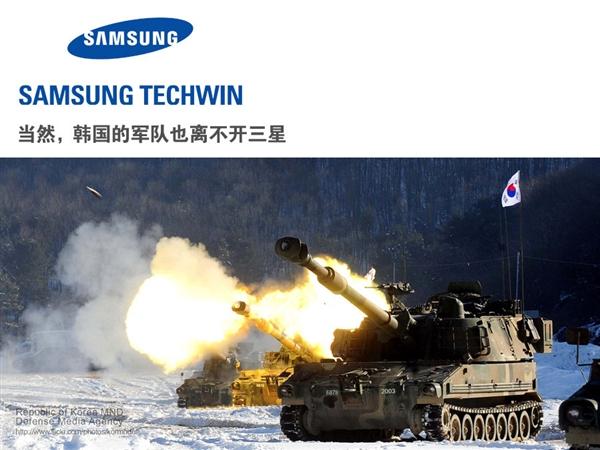 SAMSUNG
SAMSUNG TECHWIN
当然，韩国的军队也离不开三星
Republic of Korea MND
Defense Media Agency
2003